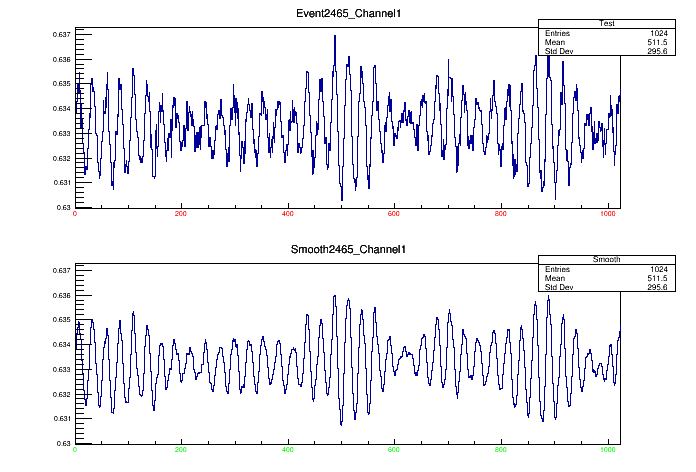 Event2465_Channel1
Test
Entries 1024
Mean 511.5
Std Dev 295.6
0.637
0.636
0.635
0.634
0.633
0.632
0.631
0.63
0 200 400 600 800 1000
Smooth2465_Channel1
Smooth
Entries 1024
Mean 511.5
Std Dev 295.6
0.637
0.636
0.635
0.634
0.633
0.632
0.631
0.63
0 200 400 600 800 1000